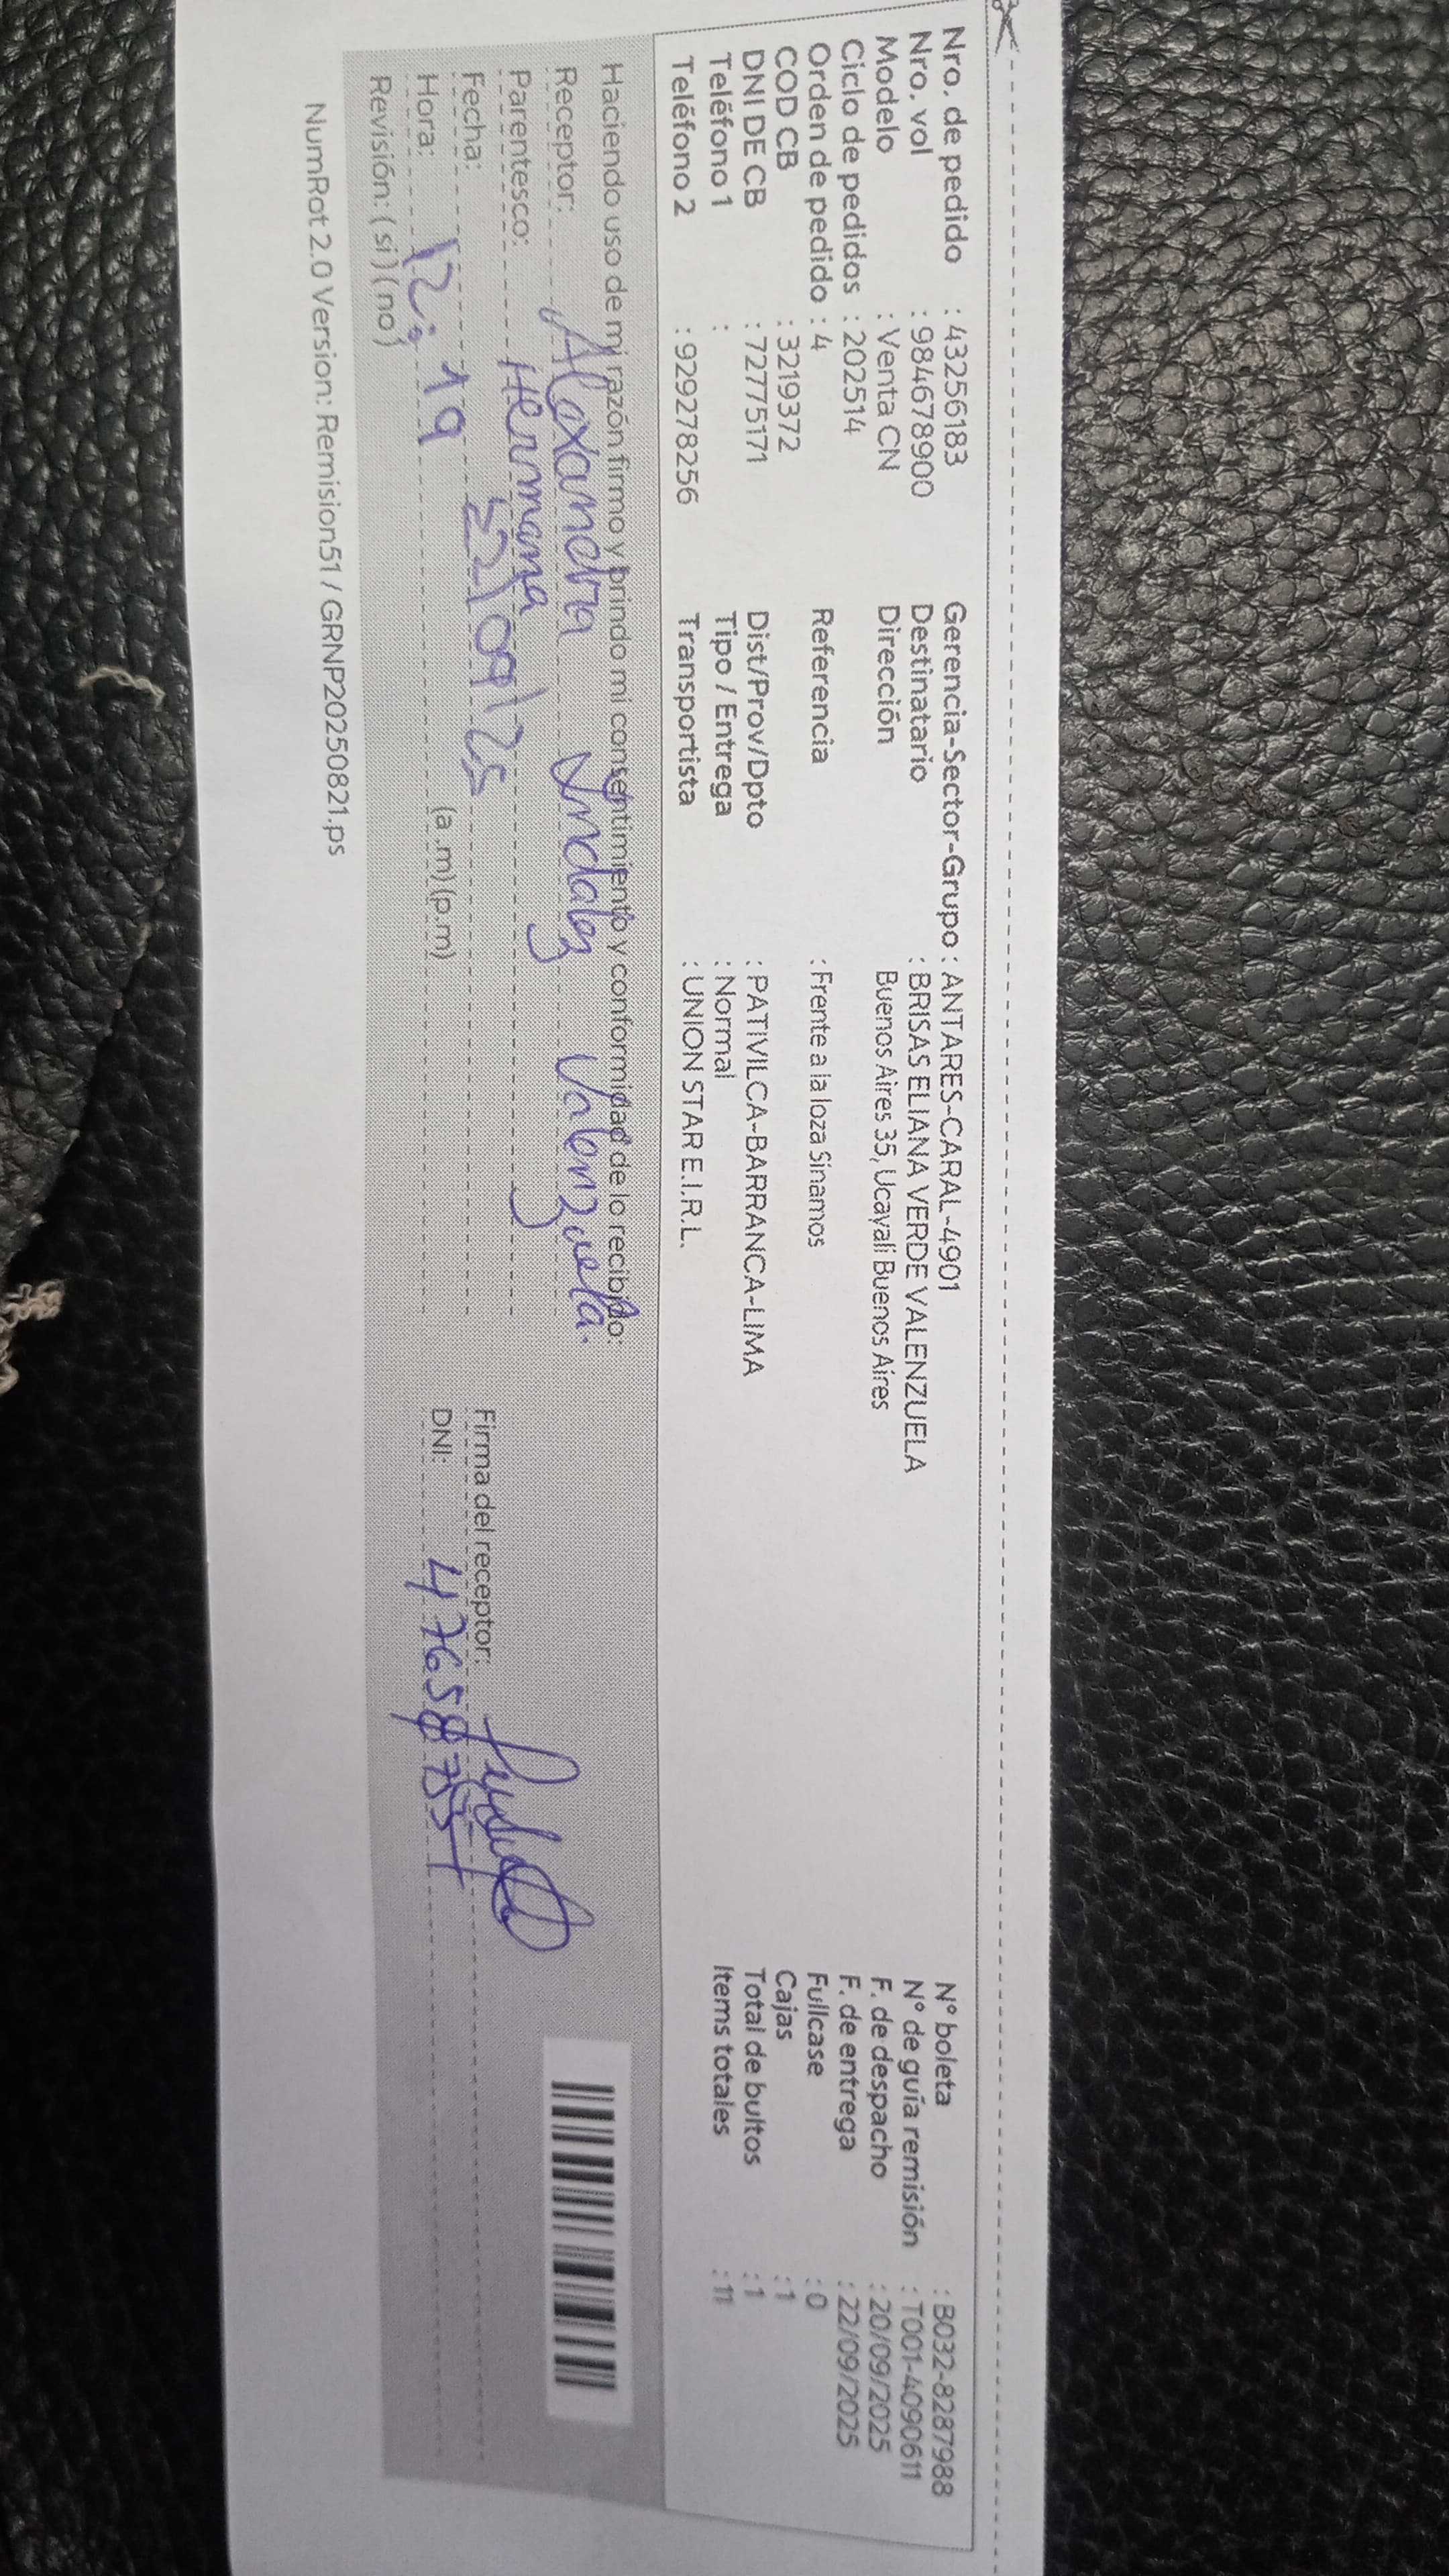 Nro. de pedido : 43256183
Nro. vol : 984678900
Modelo : Venta CN
Ciclo de pedidos : 202514
Orden de pedido : 4
COD CB : 3219372
DNI DE CB : 72775171
Teléfono 1 :
Teléfono 2 : 929278256
Gerencia-Sector-Grupo : ANTARES-CARAL-4901
Destinatario : BRISAS ELIANA VERDE VALENZUELA
Dirección Buenos Aires 35, Ucayali Buenos Aires
Referencia : Frente a la loza Sinamos
Dist/Prov/Dpto : PATIVILCA-BARRANCA-LIMA
Tipo / Entrega : Normal
Transportista : UNION STAR E.I.R.L.
N° boleta : B032-8287988
N° de guía remisión : T001-4090611
F. de despacho : 20/09/2025
F. de entrega : 22/09/2025
Fullcase : 0
Cajas : 1
Total de bultos : 1
Items totales : 11
Haciendo uso de mi razón firmo y brindo mi consentimiento y conformidad de lo recibido:
Receptor: Alexandra Valenzuela.
Parentesco: Hermana
Fecha: 22/09/25
Hora: 12:19 (a.m) (p.m)
Revisión: (si) (no)
Firma del receptor:
DNI:
NumRot 2.0 Version: Remision51 / GRNP20250821.ps